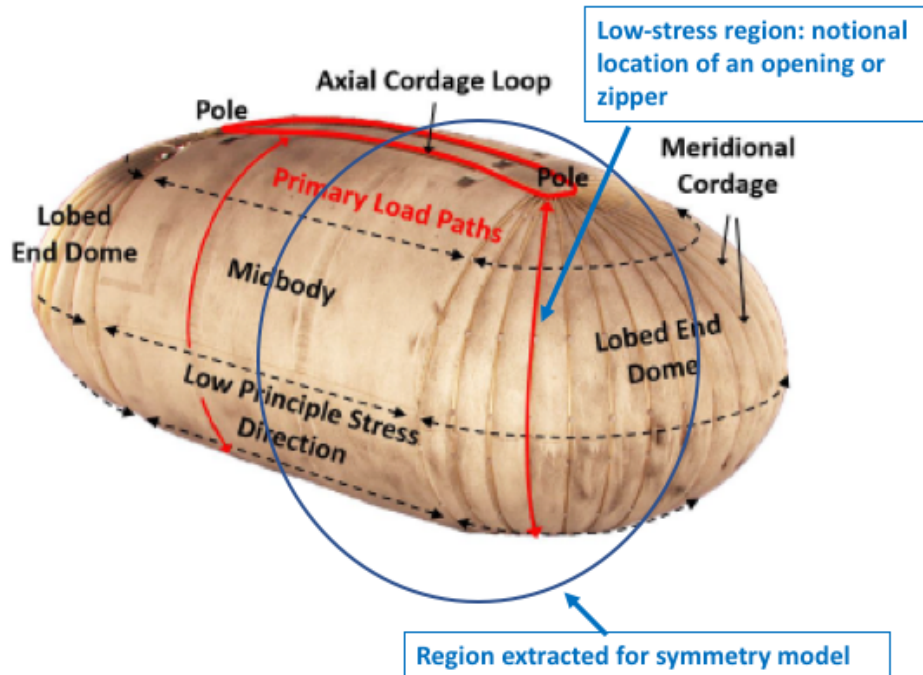 Low-stress region: notional
location of an opening or
zipper
Axial Cordage Loop
Pole
Meridional
Cordage
Pole
Primary Load Paths
Lobed
End Dome
Midbody
Lobed End
Dome
Low Principle Stress
Direction
Region extracted for symmetry model